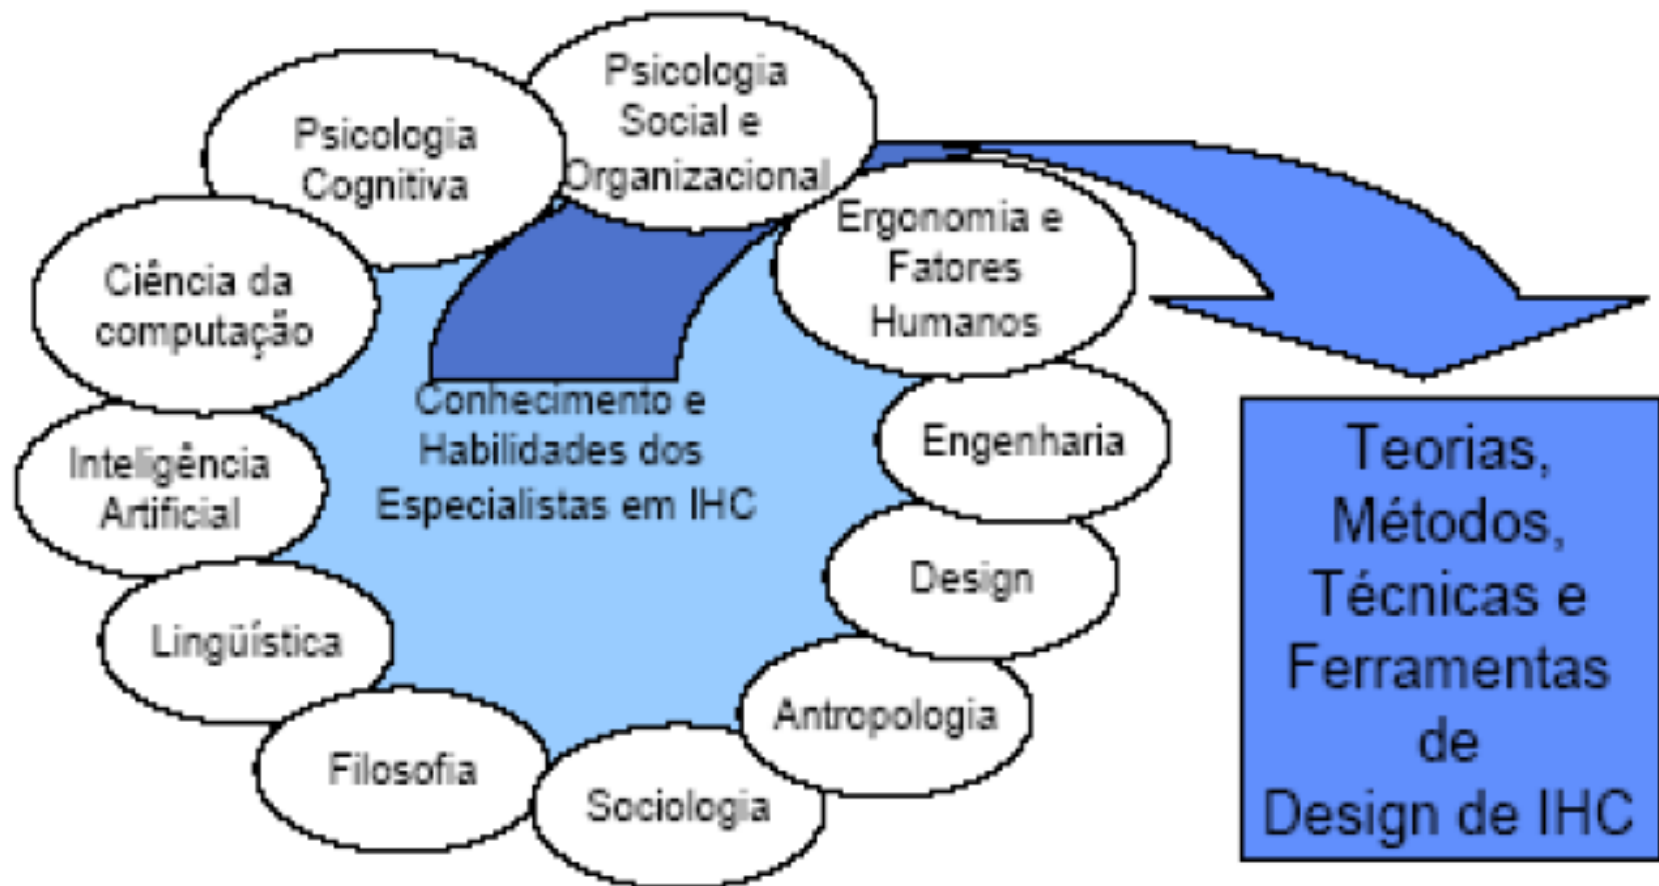 Psicologia
Social e
Organizacional
Psicologia
Cognitiva
Ergonomia e
Fatores
Humanos
Ciência da
computação
Conhecimento e
Habilidades dos
Especialistas em IHC
Engenharia
Inteligência
Artificial
Design
Lingüística
Antropologia
Filosofia
Sociologia
Teorias,
Métodos,
Técnicas e
Ferramentas
de
Design de IHC